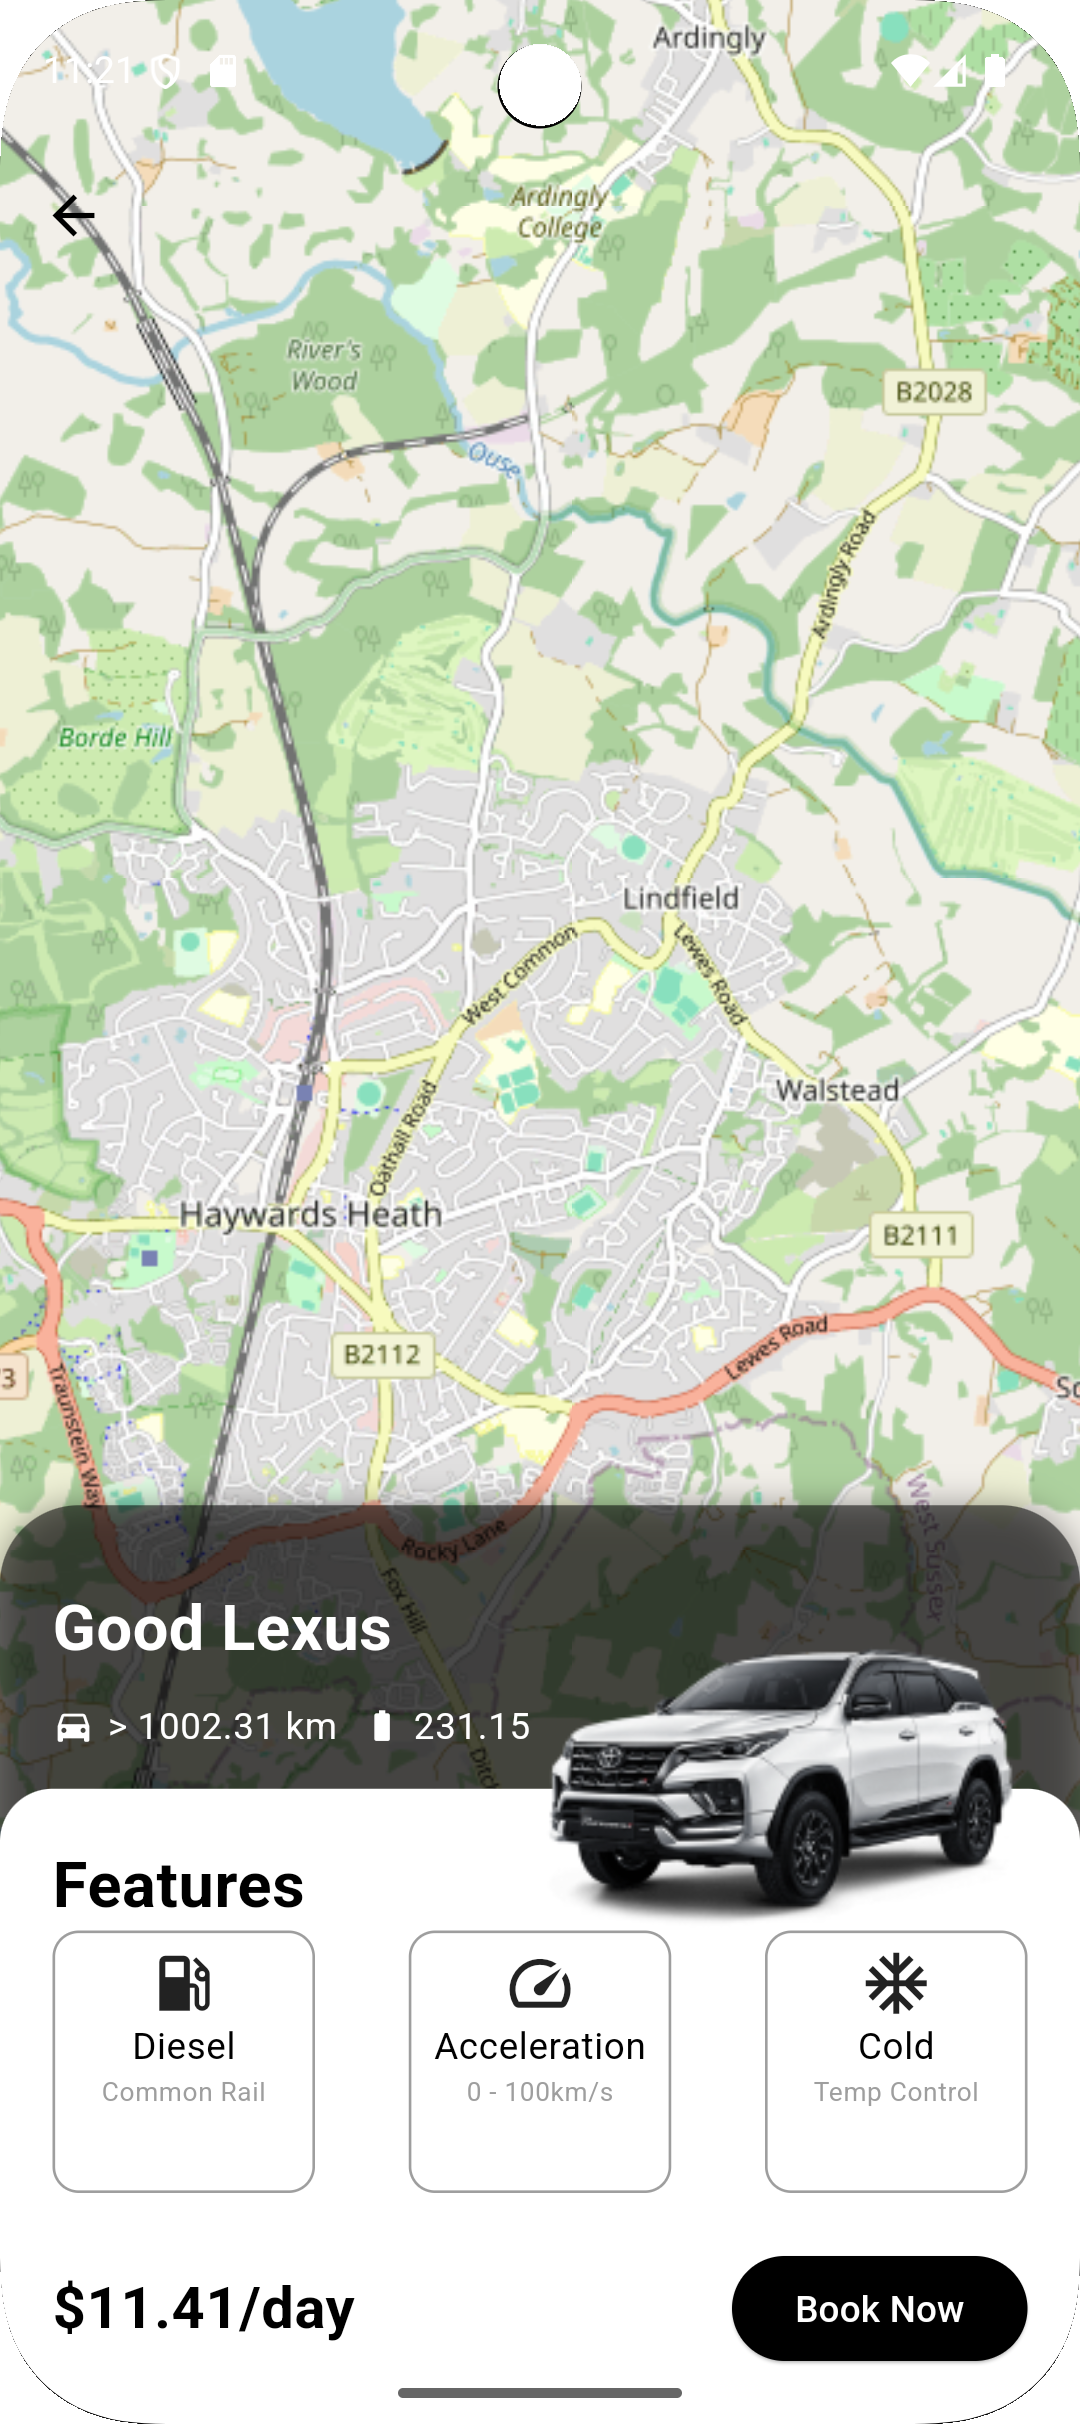 11:21
Ardingly
Ardingly
College
River's
Wood
B2028
Ouse
Ardingly Road
Borde Hill
Lindfield
West Common
Lewes Road
Walstead
Oathall Road
Haywards Heath
B2111
B2112
Lewes Road
3
Sc
Traunstein Way
Rocky Lane
West Sussex
Fox Hill
Ditc
Good Lexus
> 1002.31 km 231.15
Features
Diesel
Common Rail
Acceleration
0 - 100km/s
Cold
Temp Control
$11.41/day
Book Now